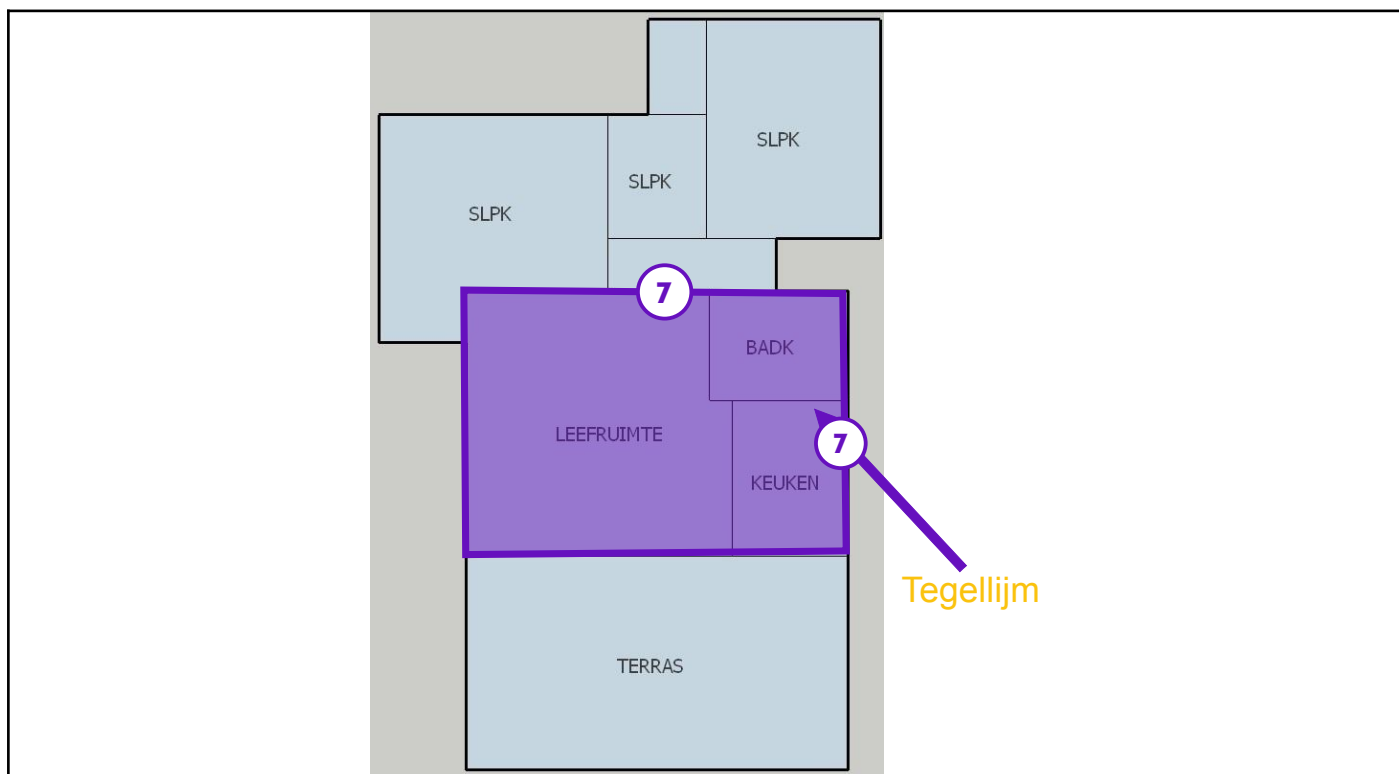 SLPK
SLPK
SLPK
7
BADK
LEEFRUIMTE
7
KEUKEN
Tegellijm
TERRAS